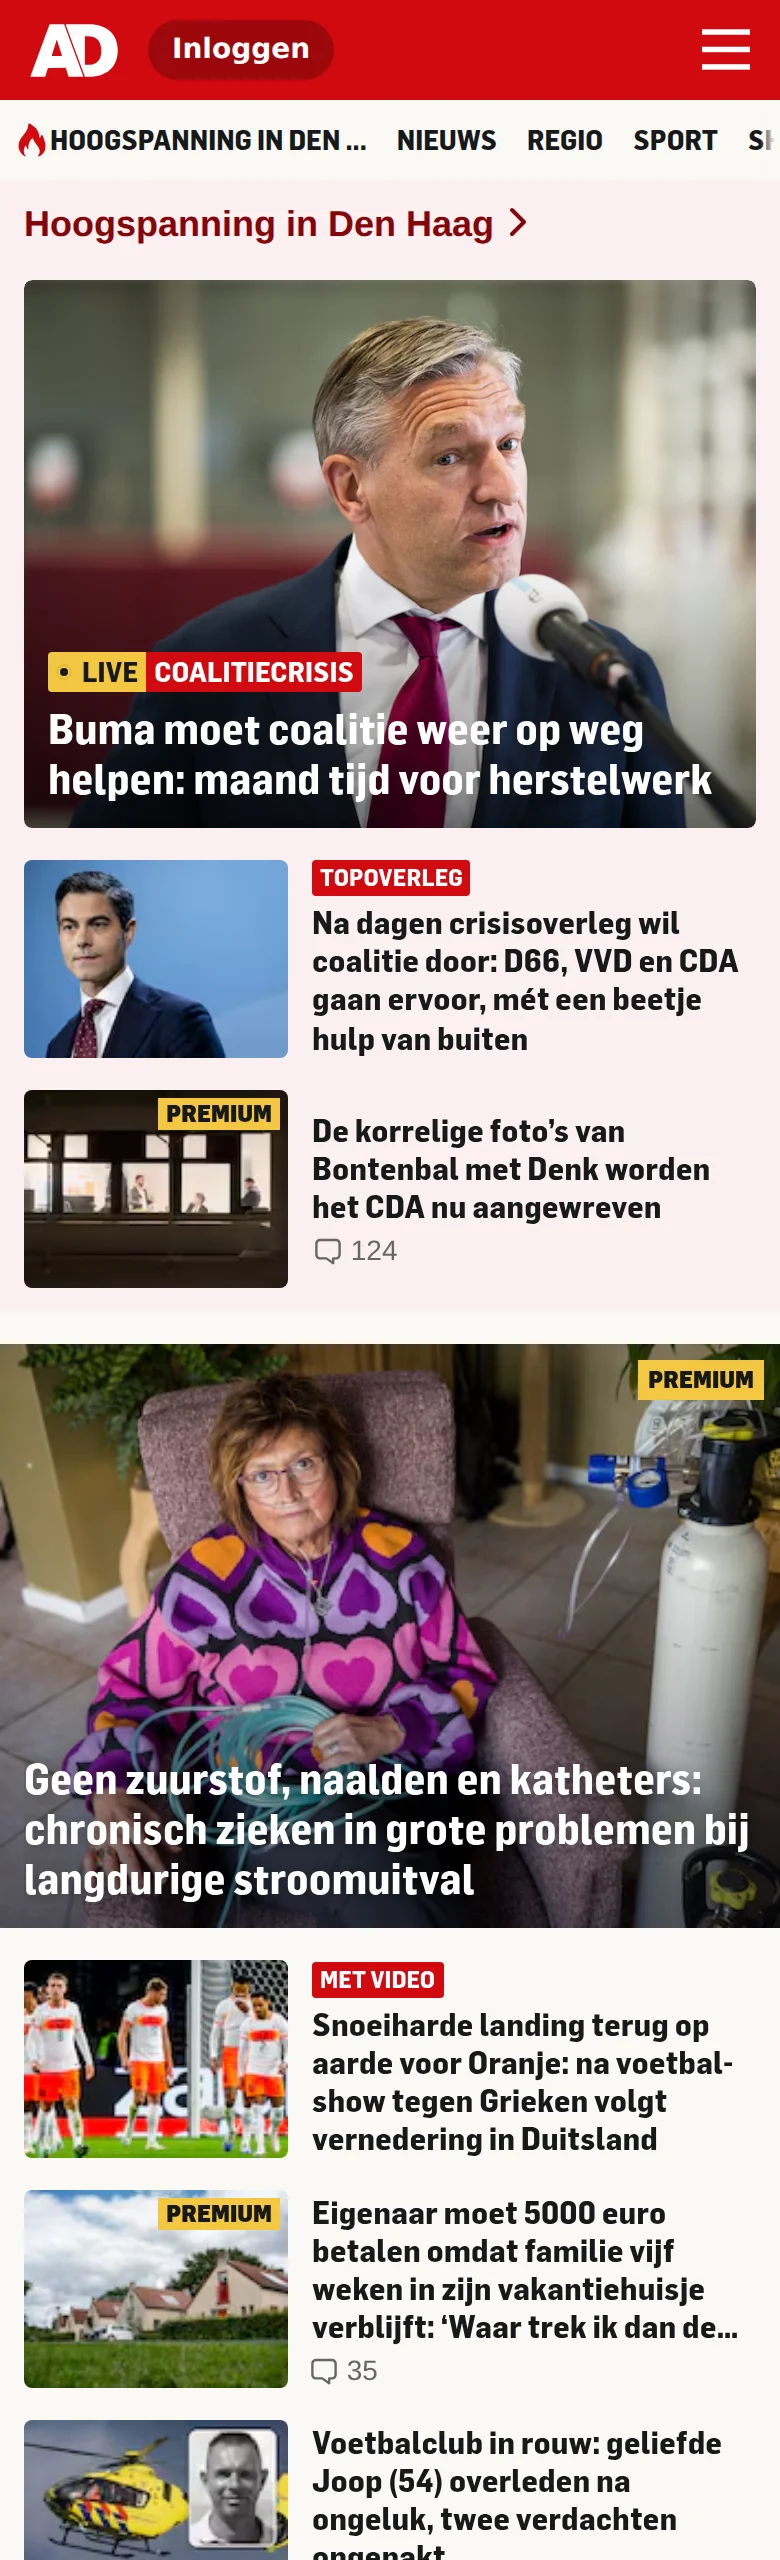 AD
Inloggen
HOOGSPANNING IN DEN ...
NIEUWS
REGIO
SPORT
Hoogspanning in Den Haag
LIVE COALITIECRISIS
Buma moet coalitie weer op weg
helpen: maand tijd voor herstelwerk
TOPOVERLEG
Na dagen crisisoverleg wil
coalitie door: D66, VVD en CDA
gaan ervoor, mét een beetje
hulp van buiten
PREMIUM
De korrelige foto’s van
Bontenbal met Denk worden
het CDA nu aangewreven
124
PREMIUM
Geen zuurstof, naalden en katheters:
chronisch zieken in grote problemen bij
langdurige stroomuitval
MET VIDEO
Snoeiharde landing terug op
aarde voor Oranje: na voetbal-
show tegen Grieken volgt
vernedering in Duitsland
PREMIUM
Eigenaar moet 5000 euro
betalen omdat familie vijf
weken in zijn vakantiehuisje
verblijft: ‘Waar trek ik dan de...
35
Voetbalclub in rouw: geliefde
Joop (54) overleden na
ongeluk, twee verdachten